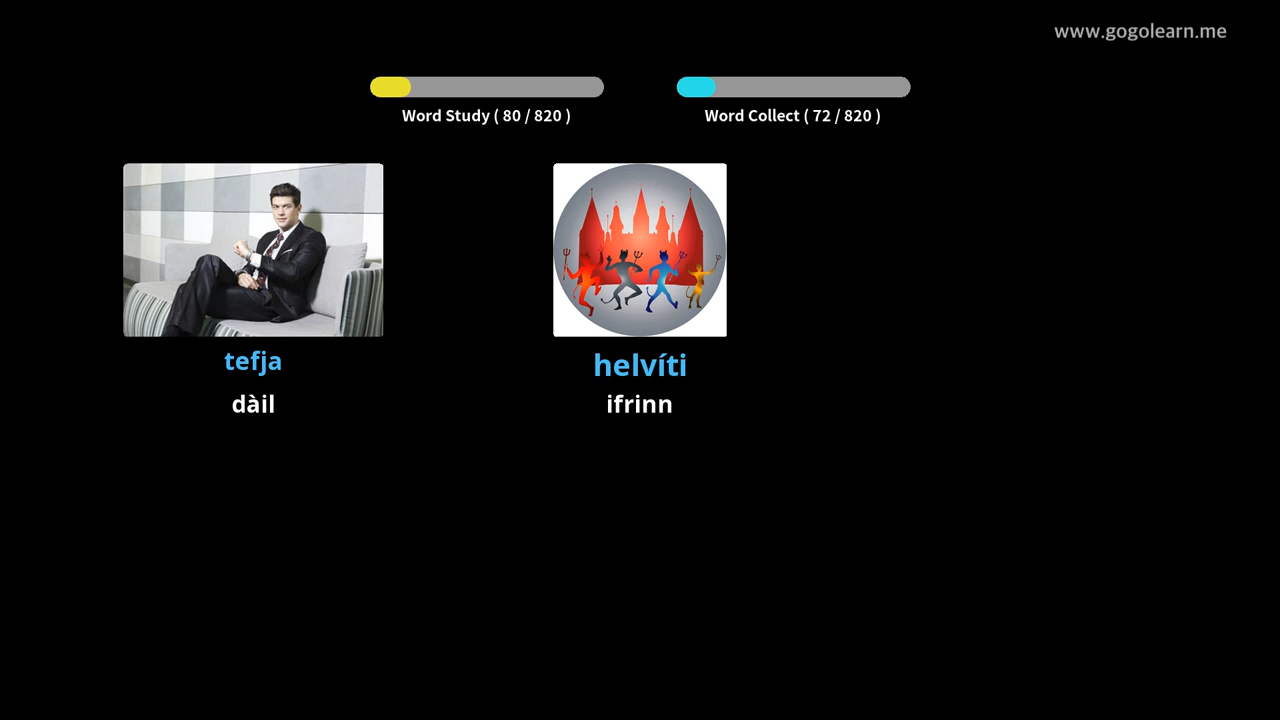 www.gogolearn.me
Word Study ( 80 / 820 )
Word Collect ( 72 / 820 )
tefja
helvíti
dàil
ifrinn